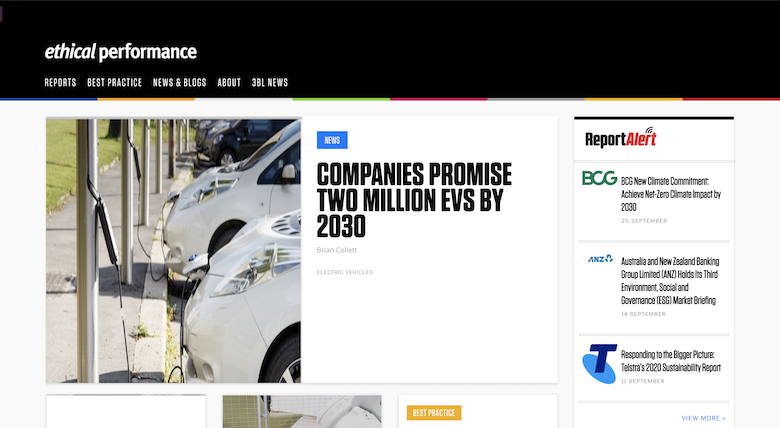 ethical performance
REPORTS BEST PRACTICE NEWS & BLOGS ABOUT 3BL NEWS
NEWS
COMPANIES PROMISE
TWO MILLION EVS BY
2030
Brian Collett
ELECTRIC VEHICLES
ReportAlert
BCG
BCG New Climate Commitment:
Achieve Net-Zero Climate Impact by
2030
25 SEPTEMBER
ANZ
Australia and New Zealand Banking
Group Limited (ANZ) Holds Its Third
Environment, Social and
Governance (ESG) Market Briefing
14 SEPTEMBER
Responding to the Bigger Picture:
Telstra's 2020 Sustainability Report
11 SEPTEMBER
VIEW MORE >
BEST PRACTICE